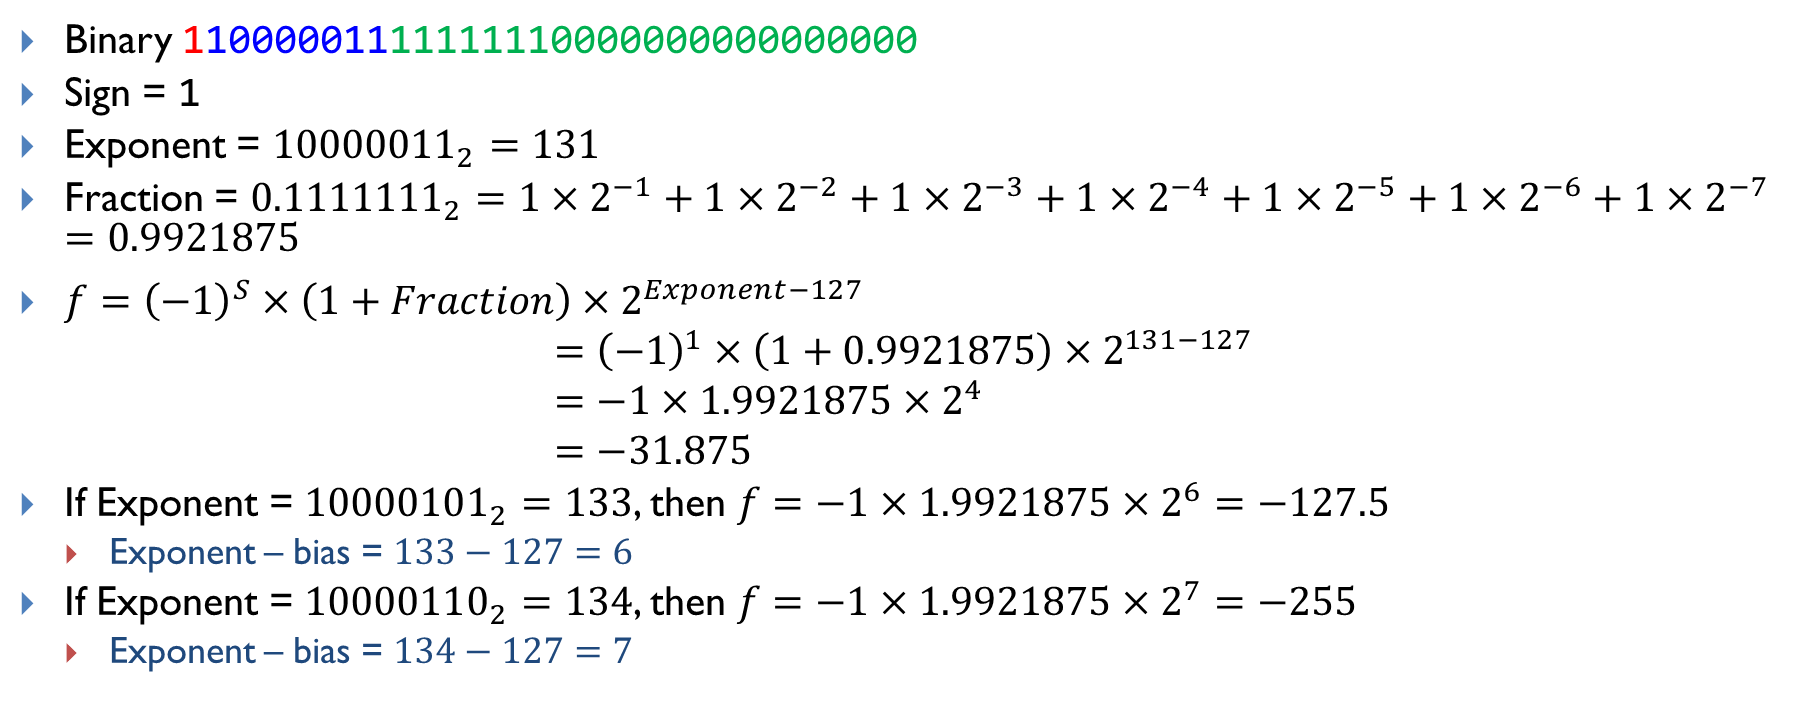 Binary 11000001111111110000000000000000
Sign = 1
Exponent = 10000011₂ = 131
Fraction = 0.1111111₂ = 1 × 2⁻¹ + 1 × 2⁻² + 1 × 2⁻³ + 1 × 2⁻⁴ + 1 × 2⁻⁵ + 1 × 2⁻⁶ + 1 × 2⁻⁷
= 0.9921875
f = (−1)^S × (1 + Fraction) × 2^{Exponent−127}
= (−1)¹ × (1 + 0.9921875) × 2^{131−127}
= −1 × 1.9921875 × 2⁴
= −31.875
If Exponent = 10000101₂ = 133, then f = −1 × 1.9921875 × 2⁶ = −127.5
Exponent – bias = 133 − 127 = 6
If Exponent = 10000110₂ = 134, then f = −1 × 1.9921875 × 2⁷ = −255
Exponent – bias = 134 − 127 = 7